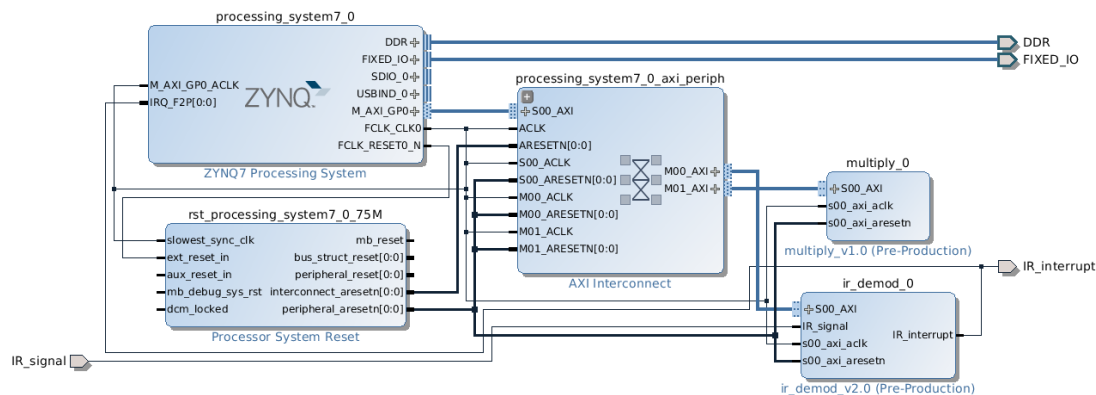 processing_system7_0
M_AXI_GP0_ACLK
IRQ_F2P[0:0]
ZYNQ.
DDR
FIXED_IO
SDIO_0
USBIND_0
M_AXI_GP0
FCLK_CLK0
FCLK_RESET0_N
ZYNQ7 Processing System
DDR
FIXED_IO
processing_system7_0_axi_periph
S00_AXI
ACLK
ARESETN[0:0]
S00_ACLK
S00_ARESETN[0:0]
M00_ACLK
M00_ARESETN[0:0]
M01_ACLK
M01_ARESETN[0:0]
M00_AXI
M01_AXI
AXI Interconnect
multiply_0
S00_AXI
s00_axi_aclk
s00_axi_aresetn
multiply_v1.0 (Pre-Production)
rst_processing_system7_0_75M
slowest_sync_clk
ext_reset_in
aux_reset_in
mb_debug_sys_rst
dcm_locked
mb_reset
bus_struct_reset[0:0]
peripheral_reset[0:0]
interconnect_aresetn[0:0]
peripheral_aresetn[0:0]
Processor System Reset
IR_interrupt
ir_demod_0
S00_AXI
IR_signal
s00_axi_aclk
s00_axi_aresetn
IR_interrupt
ir_demod_v2.0 (Pre-Production)
IR_signal